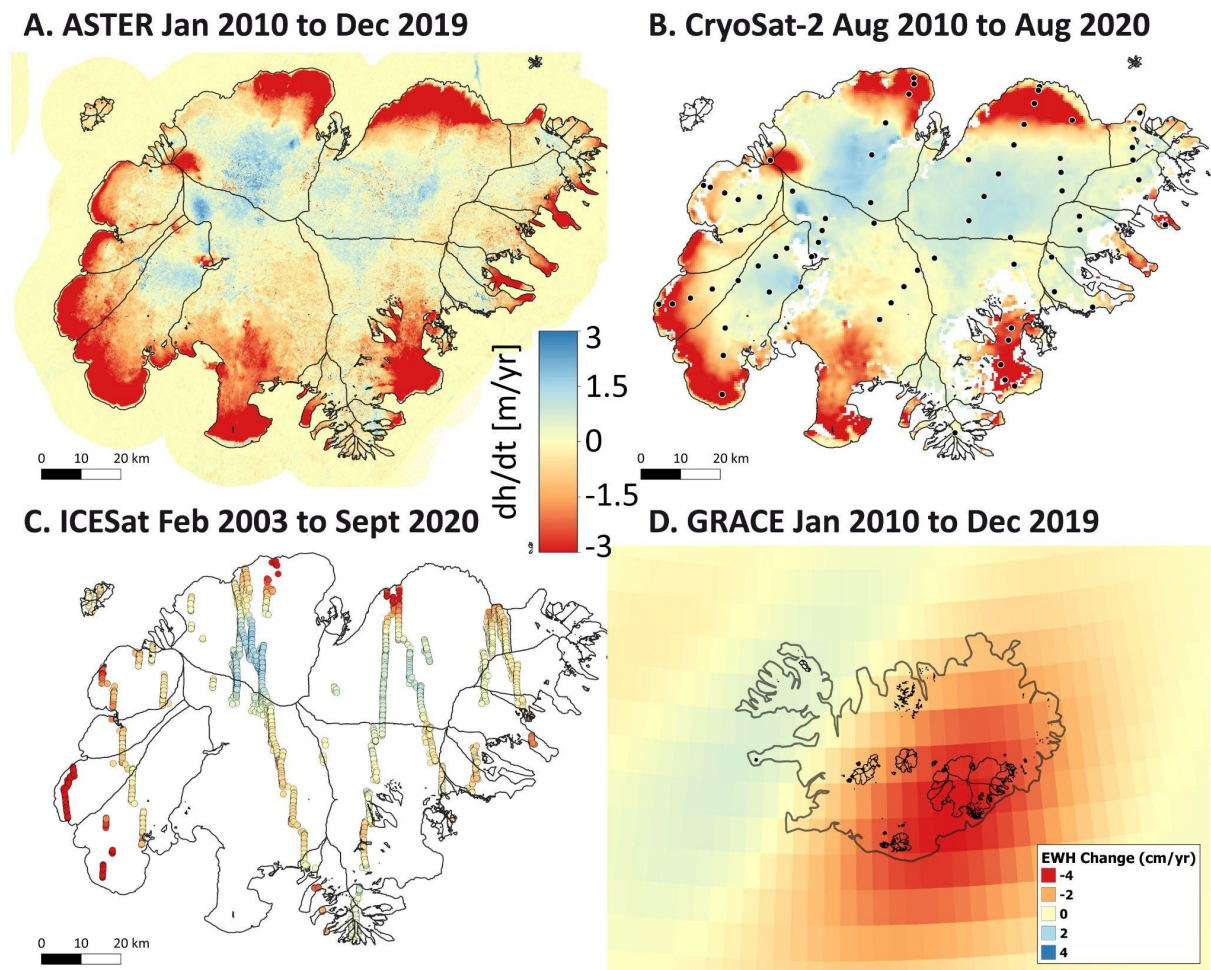 A. ASTER Jan 2010 to Dec 2019
B. CryoSat-2 Aug 2010 to Aug 2020
0 10 20 km
dh/dt [m/yr]
3
1.5
0
-1.5
-3
0 10 20 km
C. ICESat Feb 2003 to Sept 2020
D. GRACE Jan 2010 to Dec 2019
0 10 20 km
EWH Change (cm/yr)
-4
-2
0
2
4